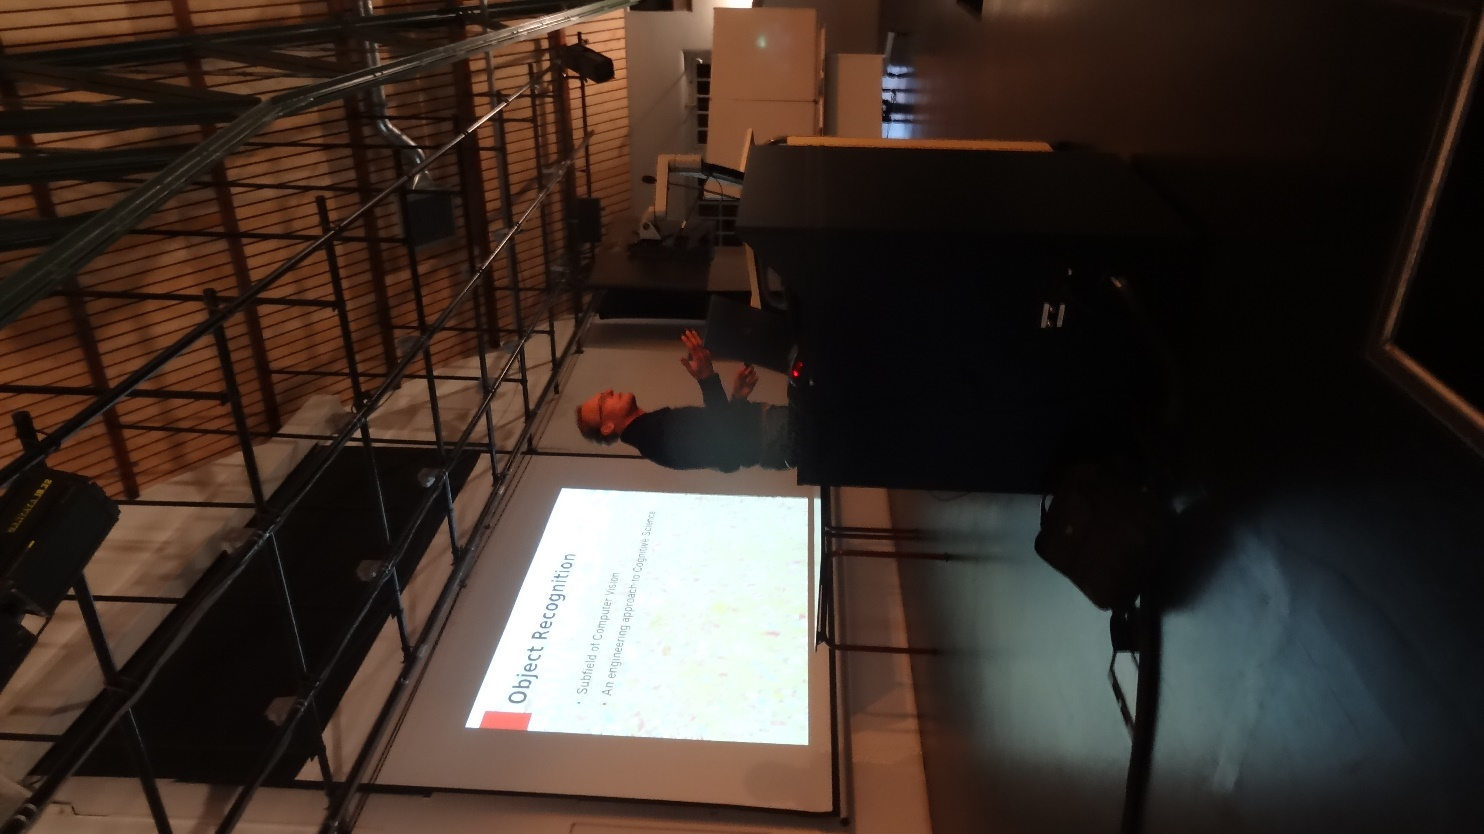 Object Recognition
• Subfield of Computer Vision
• An engineering approach to Cognitive Science